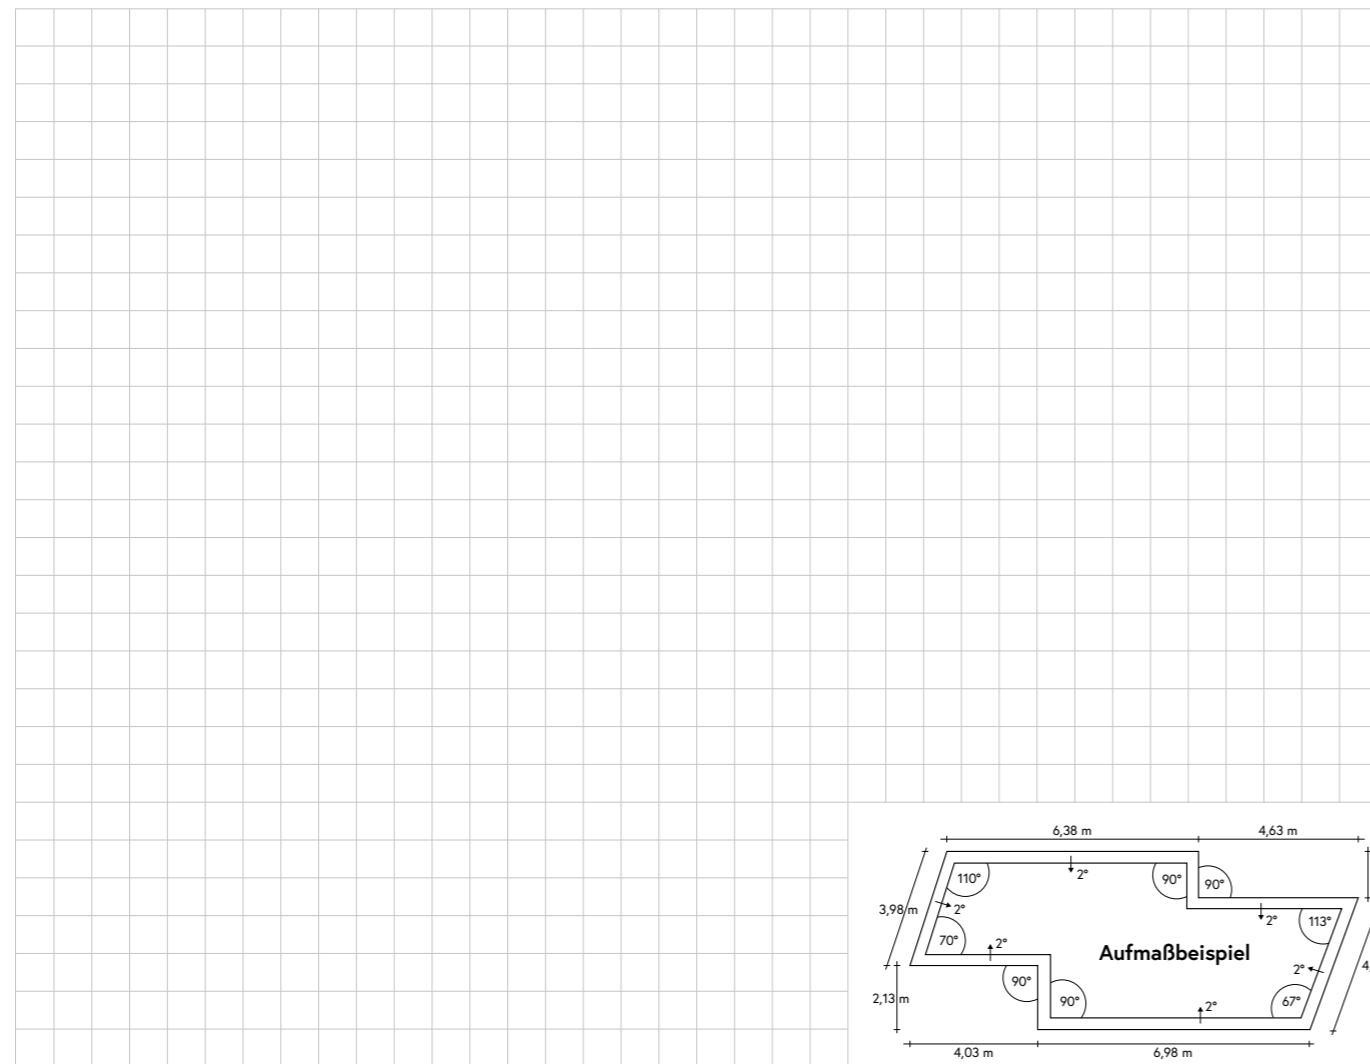 6,38 m 4,63 m
110° 2° 90° 90°
3,98 m 2° 2° 113°
70° 2° Aufmaßbeispiel 2°
90° 90° 67°
2,13 m 2°
4,03 m 6,98 m